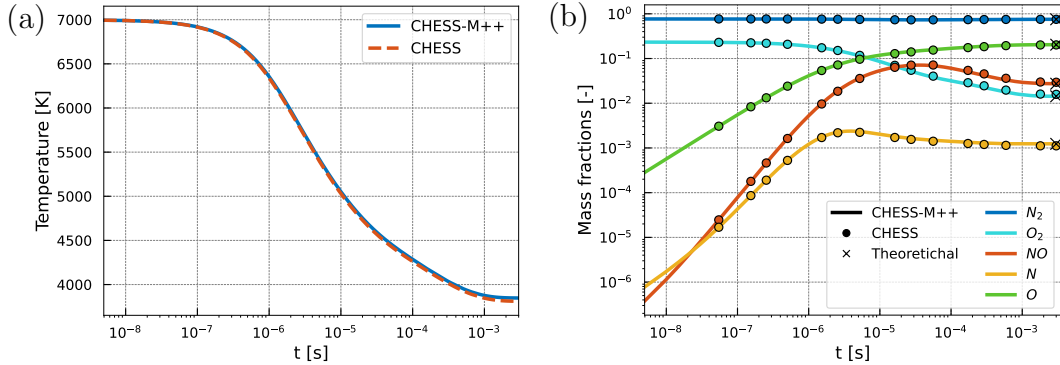 (a)
CHESS-M++
CHESS
Temperature [K]
7000
6500
6000
5500
5000
4500
4000
10⁻⁸
10⁻⁷
10⁻⁶
10⁻⁵
10⁻⁴
10⁻³
t [s]
(b)
Mass fractions [-]
10⁰
10⁻¹
10⁻²
10⁻³
10⁻⁴
10⁻⁵
10⁻⁶
CHESS-M++
CHESS
Theoretichal
N₂
O₂
NO
N
O
10⁻⁸
10⁻⁷
10⁻⁶
10⁻⁵
10⁻⁴
10⁻³
t [s]